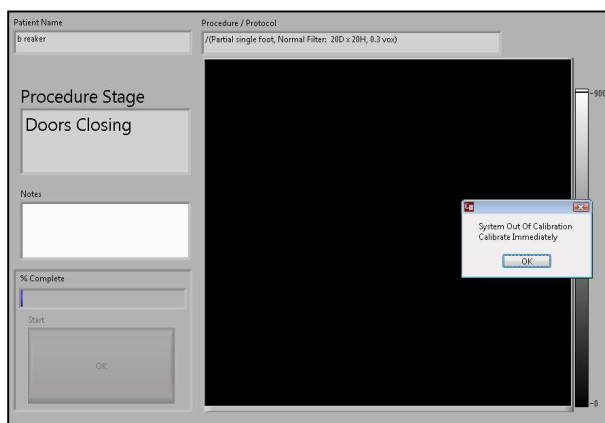 Patient Name
b reaker
Procedure / Protocol
/(Partial single foot, Normal Filter: 20D x 20H, 0.3 vox)
Procedure Stage
Doors Closing
Notes
% Complete
Start
OK
-900
System Out Of Calibration
Calibrate Immediately
OK
-0